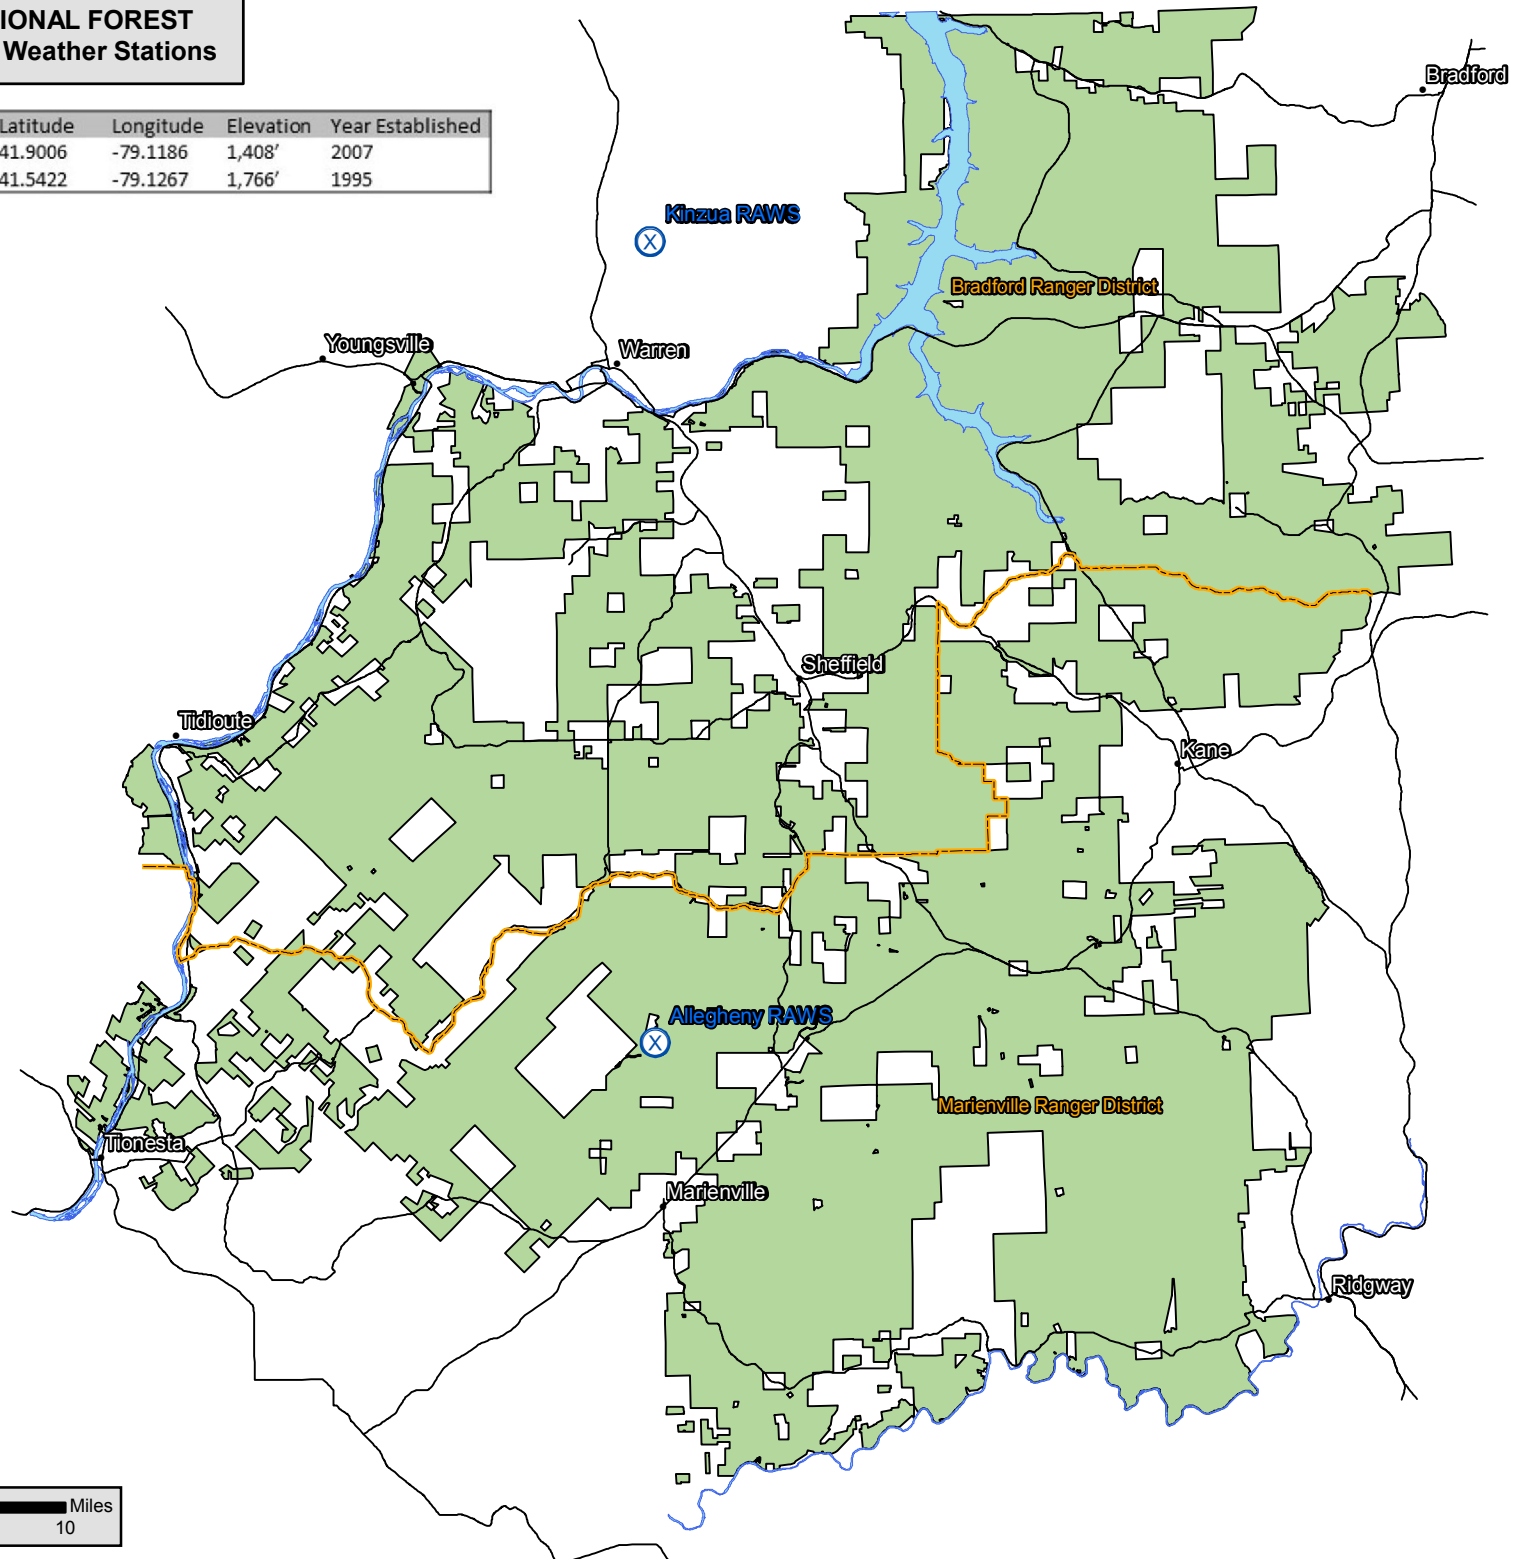 IONAL FOREST
Weather Stations
Latitude Longitude Elevation Year Established
41.9006 -79.1186 1,408′ 2007
41.5422 -79.1267 1,766′ 1995
Bradford
Kinzua RAWS
X
Bradford Ranger District
Youngsville
Warren
Sheffield
Tidioute
Kane
Allegheny RAWS
X
Marienville Ranger District
Tionesta
Marienville
Ridgway
Miles
10